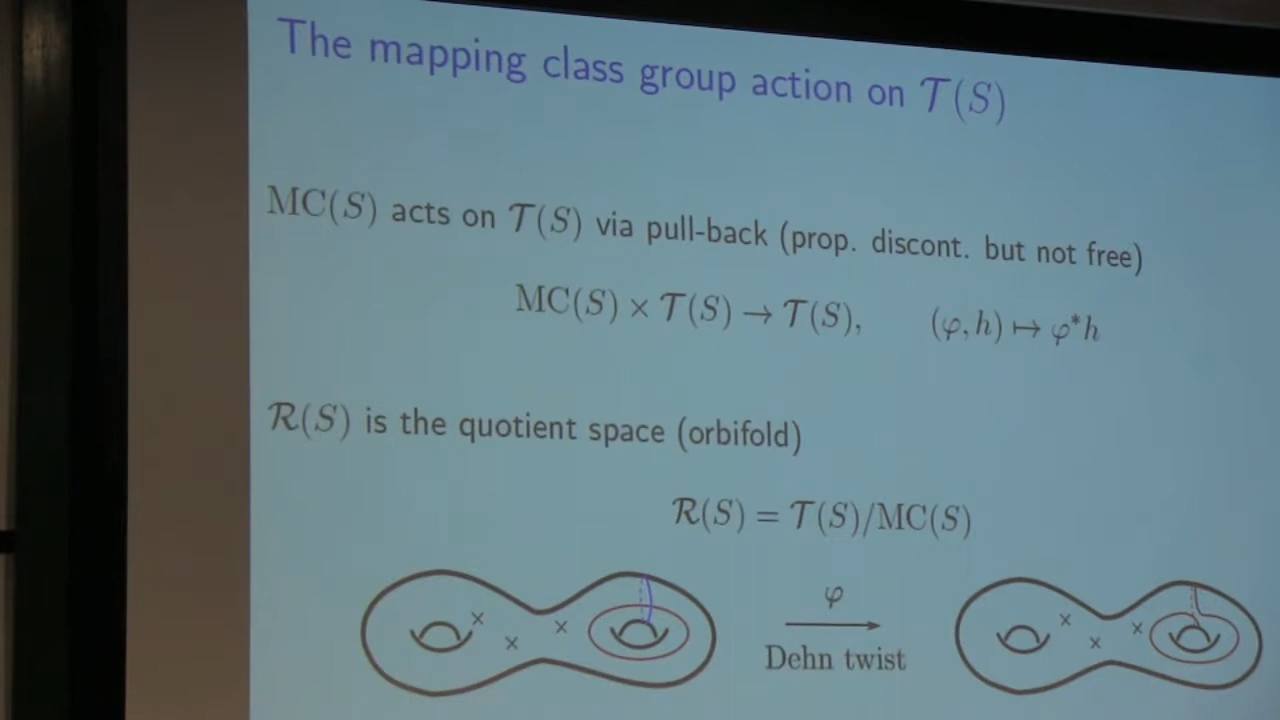 The mapping class group action on 𝒯(S)
MC(S) acts on 𝒯(S) via pull-back (prop. discont. but not free)
MC(S) × 𝒯(S) → 𝒯(S),  (φ, h) ↦ φ*h
ℛ(S) is the quotient space (orbifold)
ℛ(S) = 𝒯(S)/MC(S)
φ
Dehn twist